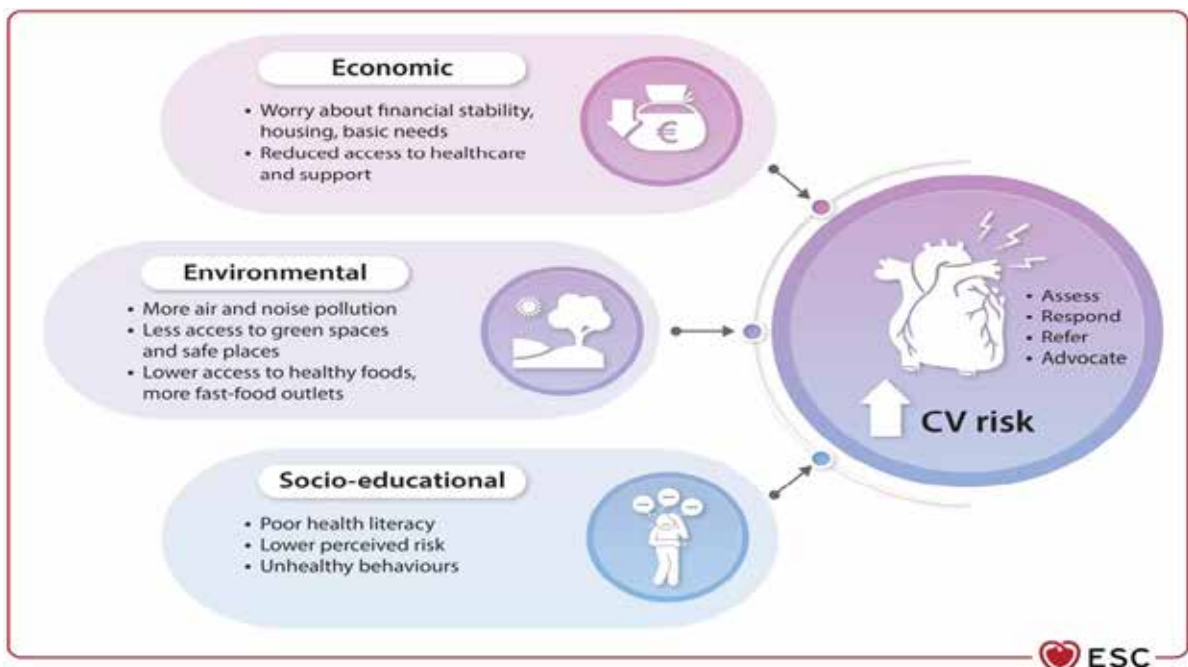 Economic
• Worry about financial stability,
housing, basic needs
• Reduced access to healthcare
and support
€
Environmental
• More air and noise pollution
• Less access to green spaces
and safe places
• Lower access to healthy foods,
more fast-food outlets
Socio-educational
• Poor health literacy
• Lower perceived risk
• Unhealthy behaviours
• Assess
• Respond
• Refer
• Advocate
CV risk
ESC